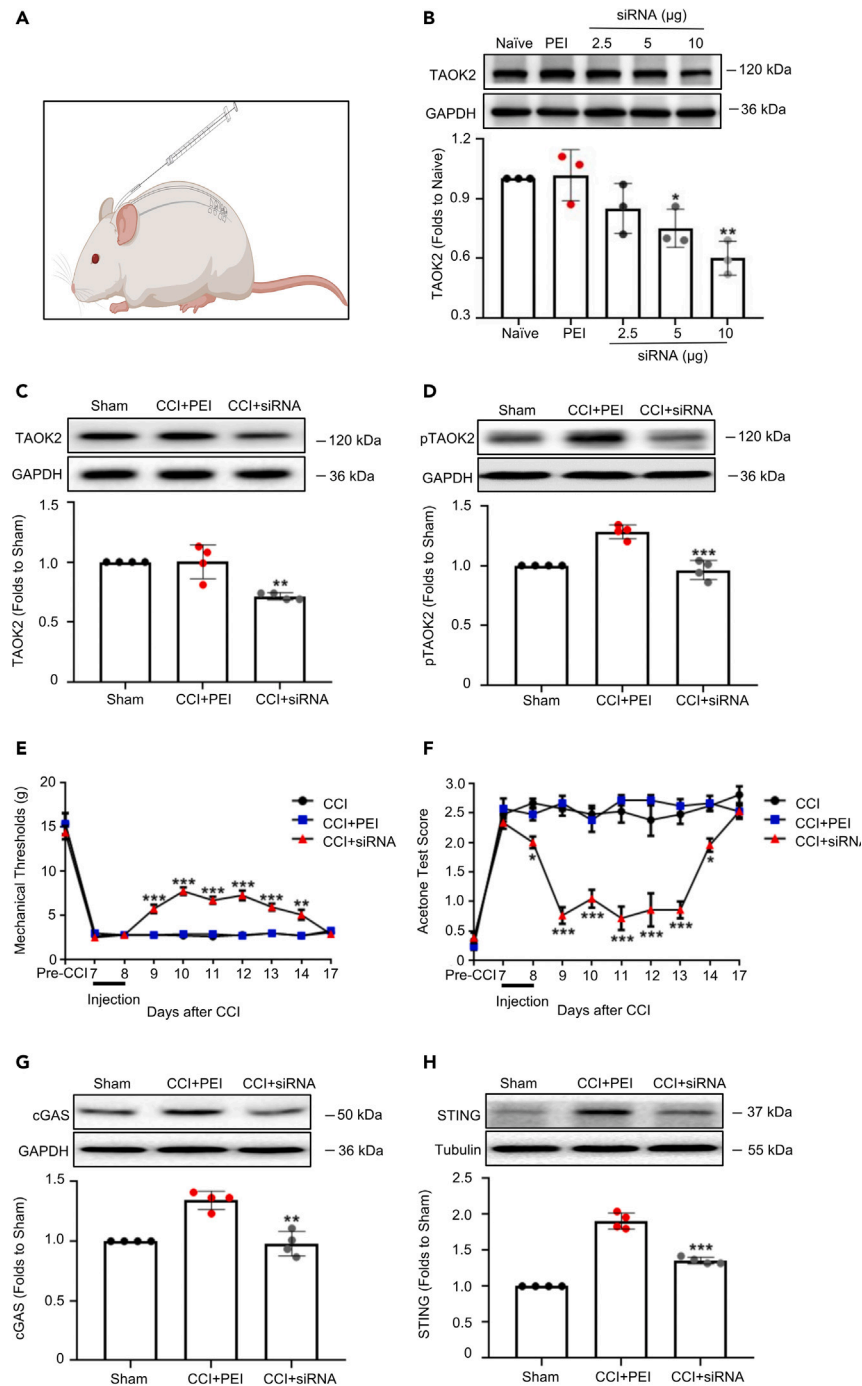 A
B
siRNA (µg)
Naïve PEI 2.5 5 10
TAOK2
120 kDa
GAPDH
36 kDa
TAOK2 (Folds to Naive)
1.2
0.9
0.6
0.3
*
**
Naïve PEI 2.5 5 10
siRNA (µg)
C
Sham CCI+PEI CCI+siRNA
TAOK2
120 kDa
GAPDH
36 kDa
TAOK2 (Folds to Sham)
1.5
1.0
0.5
0
**
Sham CCI+PEI CCI+siRNA
D
Sham CCI+PEI CCI+siRNA
pTAOK2
120 kDa
GAPDH
36 kDa
pTAOK2 (Folds to Sham)
1.5
1.0
0.5
0
***
Sham CCI+PEI CCI+siRNA
E
Mechanical Thresholds (g)
20
15
10
5
0
CCI
CCI+PEI
CCI+siRNA
*** *** *** *** *** **
Pre-CCI 7 8 9 10 11 12 13 14 17
Injection
Days after CCI
F
Acetone Test Score
3.0
2.5
2.0
1.5
1.0
0.5
0
CCI
CCI+PEI
CCI+siRNA
* *** *** *** *** *** *
Pre-CCI 7 8 9 10 11 12 13 14 17
Injection
Days after CCI
G
Sham CCI+PEI CCI+siRNA
cGAS
50 kDa
GAPDH
36 kDa
cGAS (Folds to Sham)
1.5
1.0
0.5
0
**
Sham CCI+PEI CCI+siRNA
H
Sham CCI+PEI CCI+siRNA
STING
37 kDa
Tubulin
55 kDa
STING (Folds to Sham)
2.5
2.0
1.5
1.0
0.5
0
***
Sham CCI+PEI CCI+siRNA